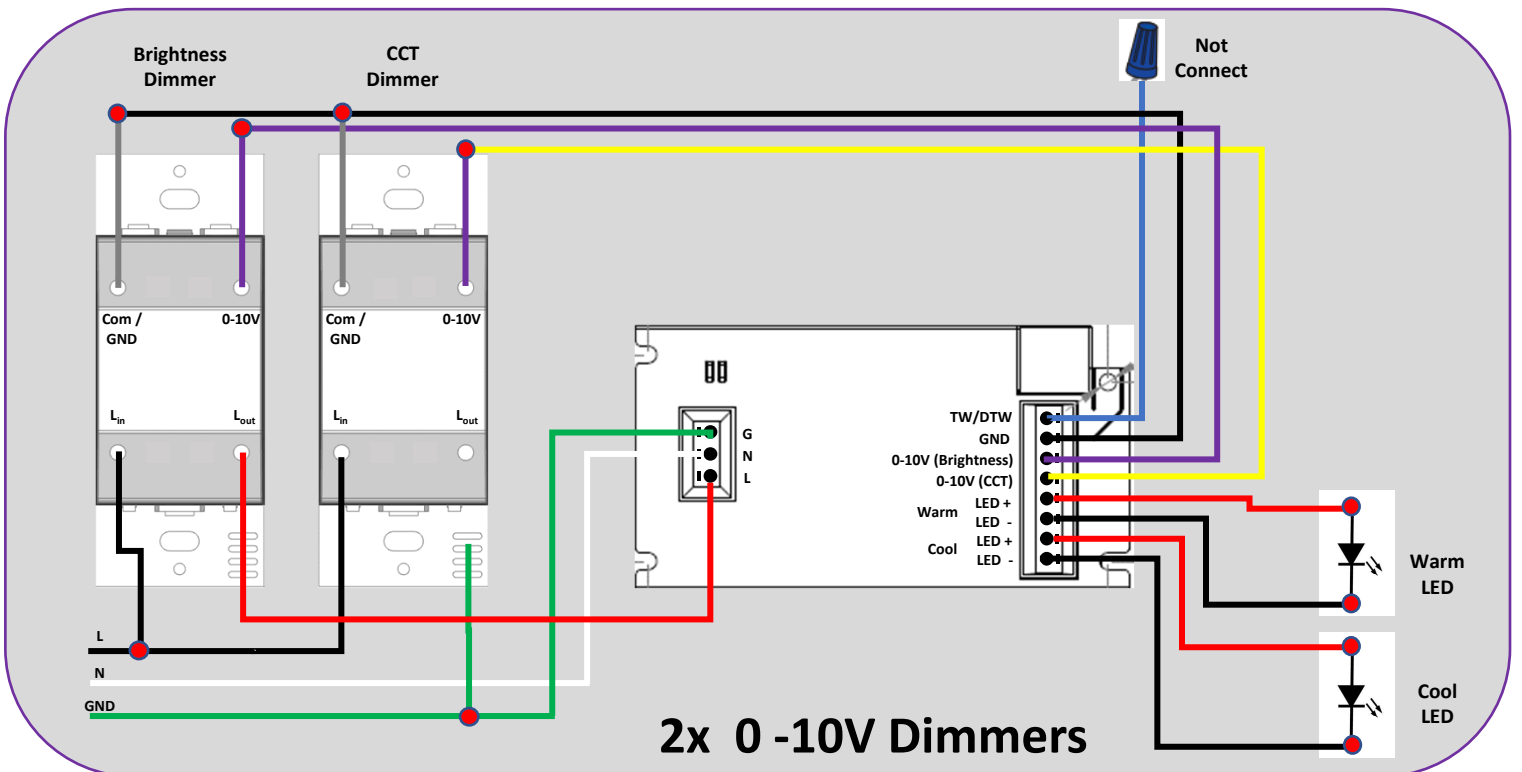 Brightness
Dimmer
CCT
Dimmer
Not
Connect
Com /
GND
0-10V
Com /
GND
0-10V
Lin
Lout
Lin
Lout
G
N
L
TW/DTW
GND
0-10V (Brightness)
0-10V (CCT)
Warm
LED +
LED -
Cool
LED +
LED -
Warm
LED
Cool
LED
L
N
GND
2x 0 -10V Dimmers